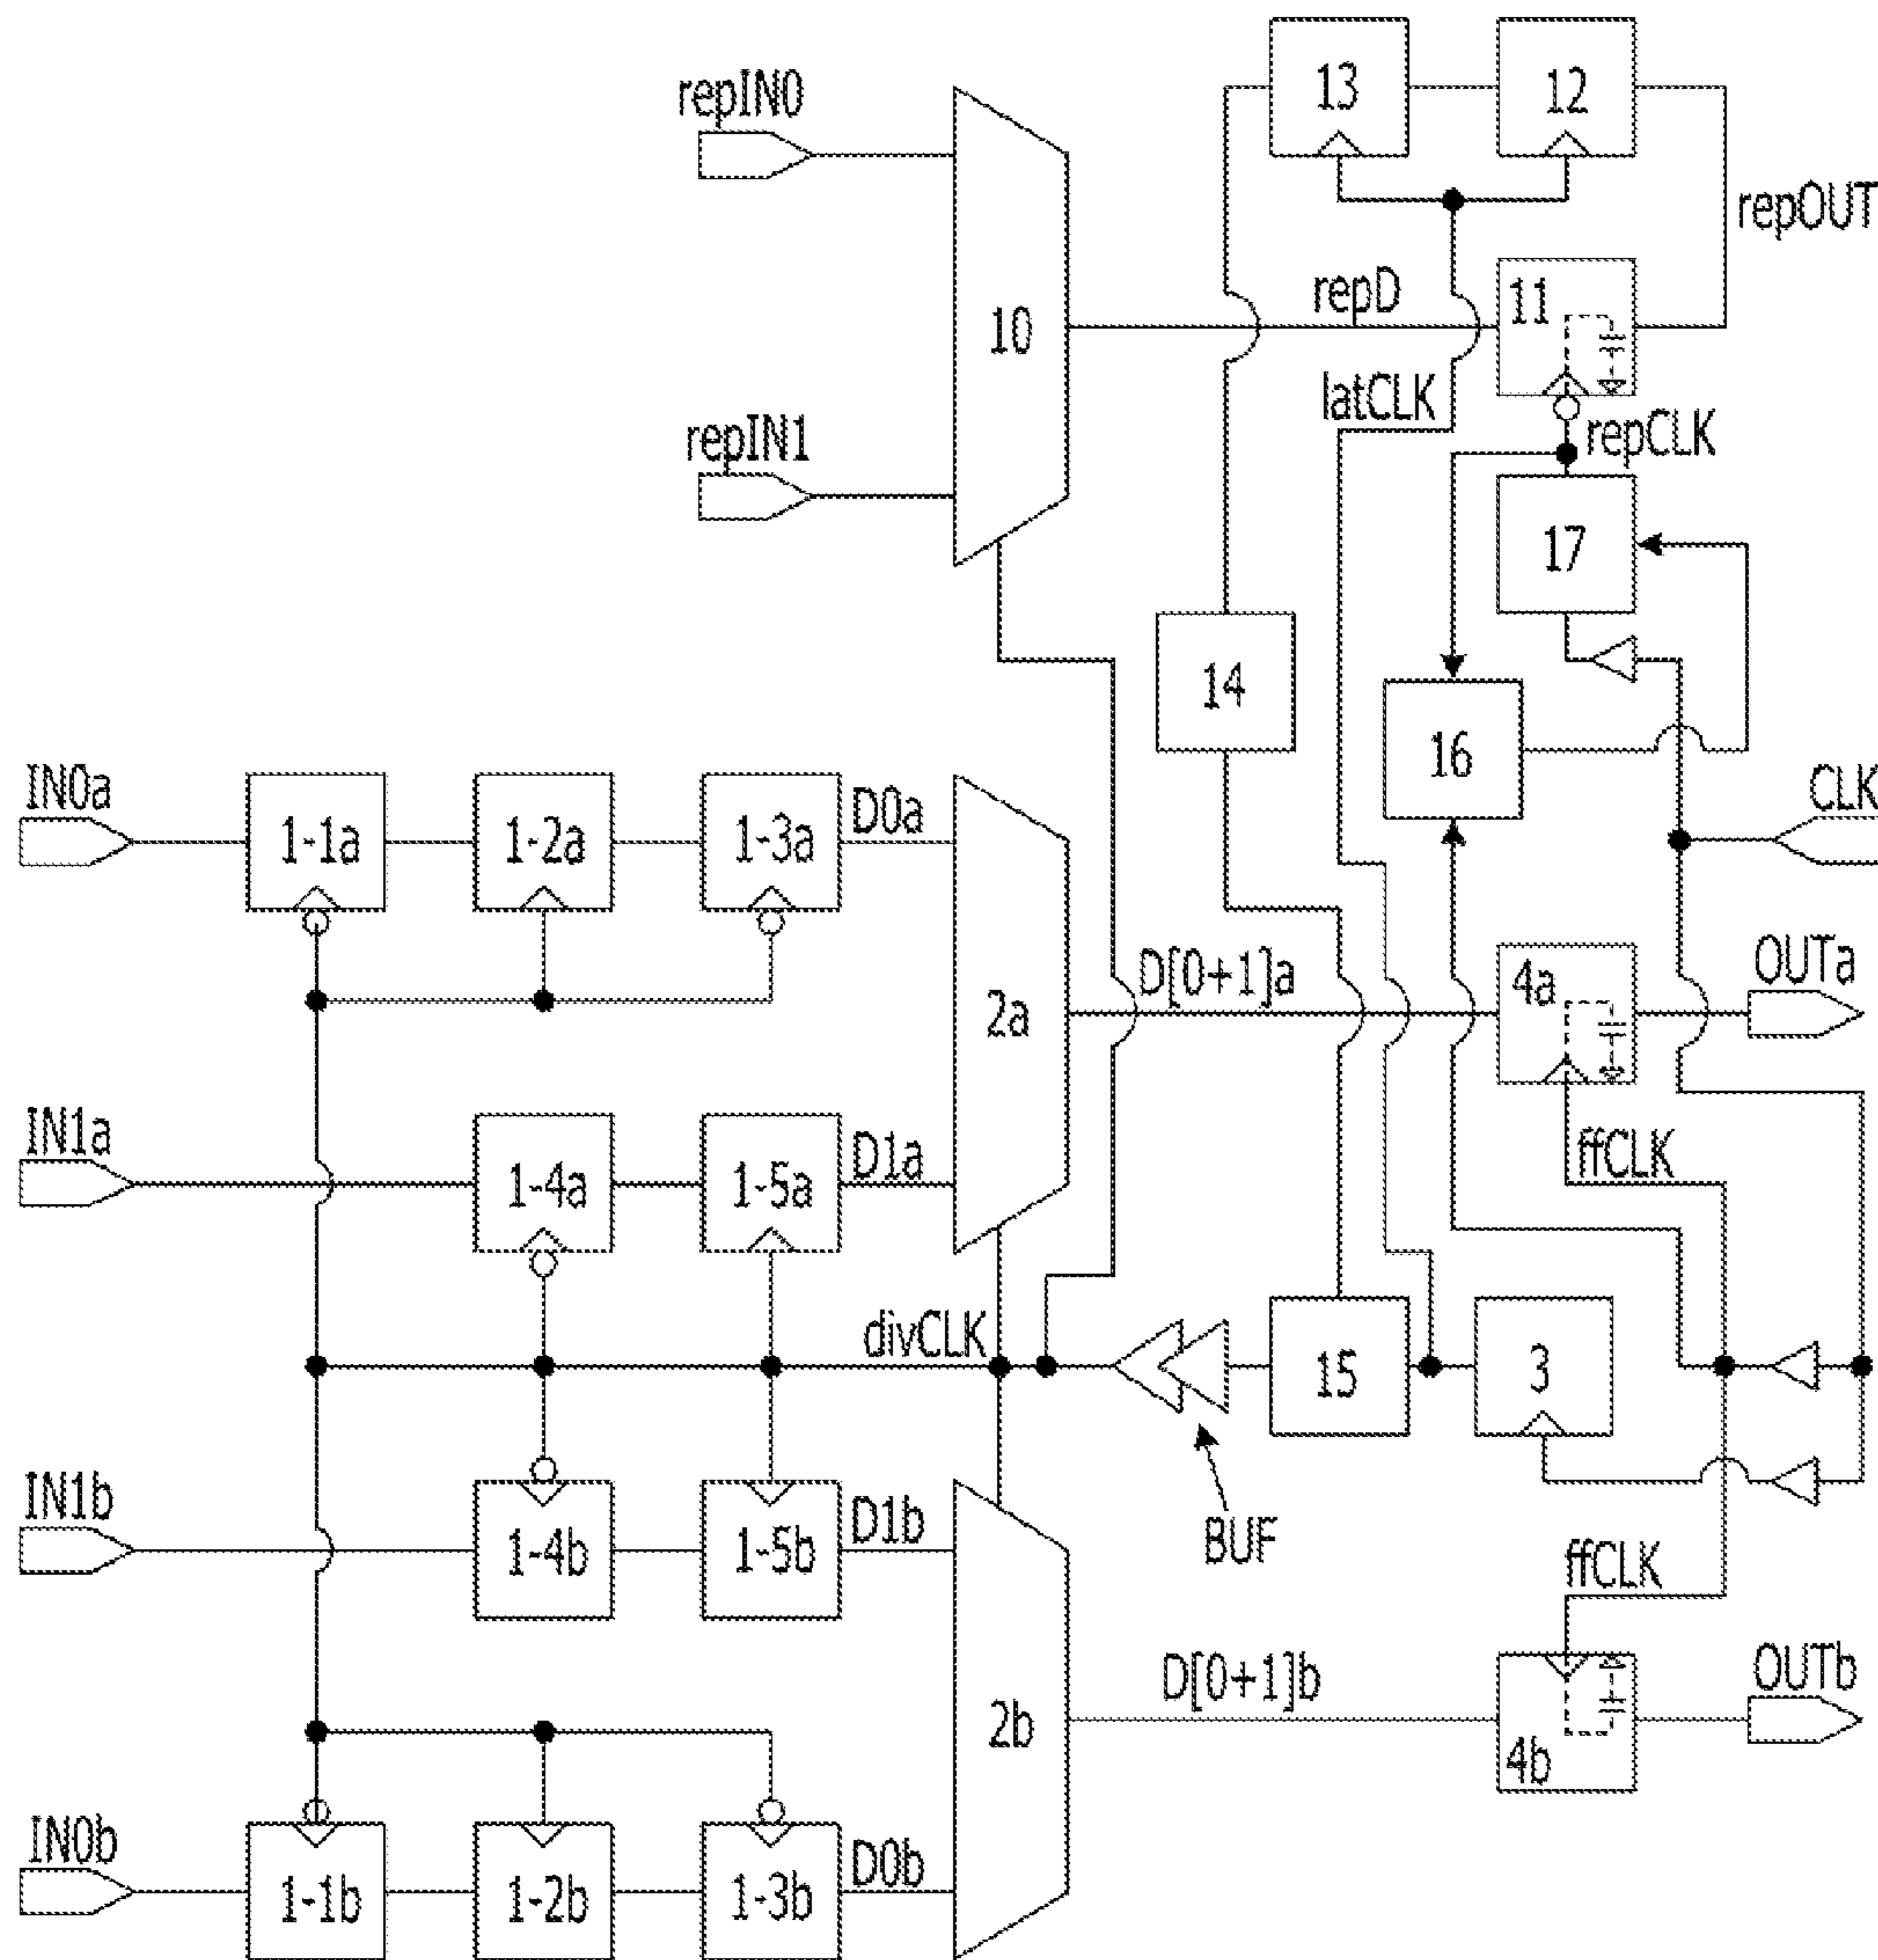 repIN0
13
12
repOUT
repD
11
10
latCLK
repCLK
repIN1
17
14
16
IN0a
1-1a
1-2a
1-3a
D0a
CLK
2a
D[0+1]a
4a
OUTa
IN1a
1-4a
1-5a
D1a
ffCLK
divCLK
15
3
IN1b
1-4b
1-5b
D1b
BUF
ffCLK
2b
D[0+1]b
4b
OUTb
IN0b
1-1b
1-2b
1-3b
D0b